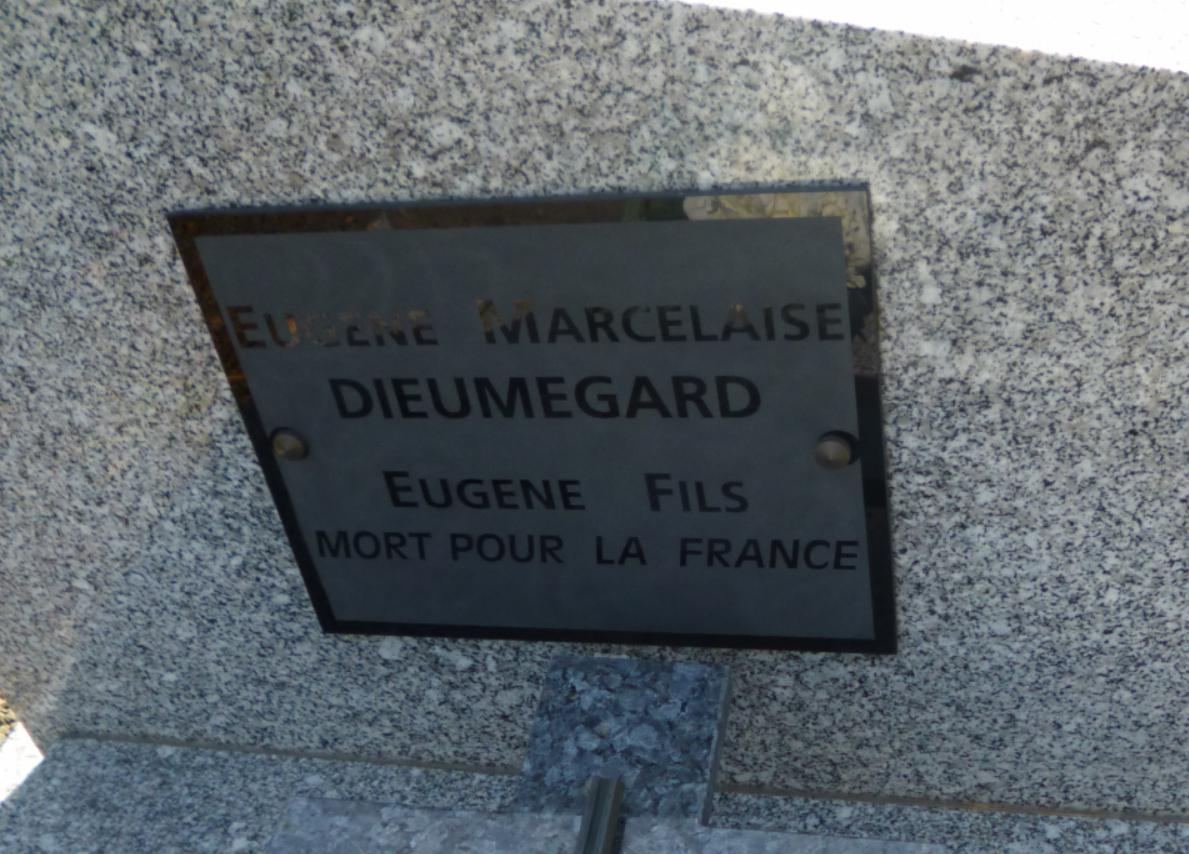 EUGENE MARCELAISE
DIEUMEGARD
EUGENE FILS
MORT POUR LA FRANCE